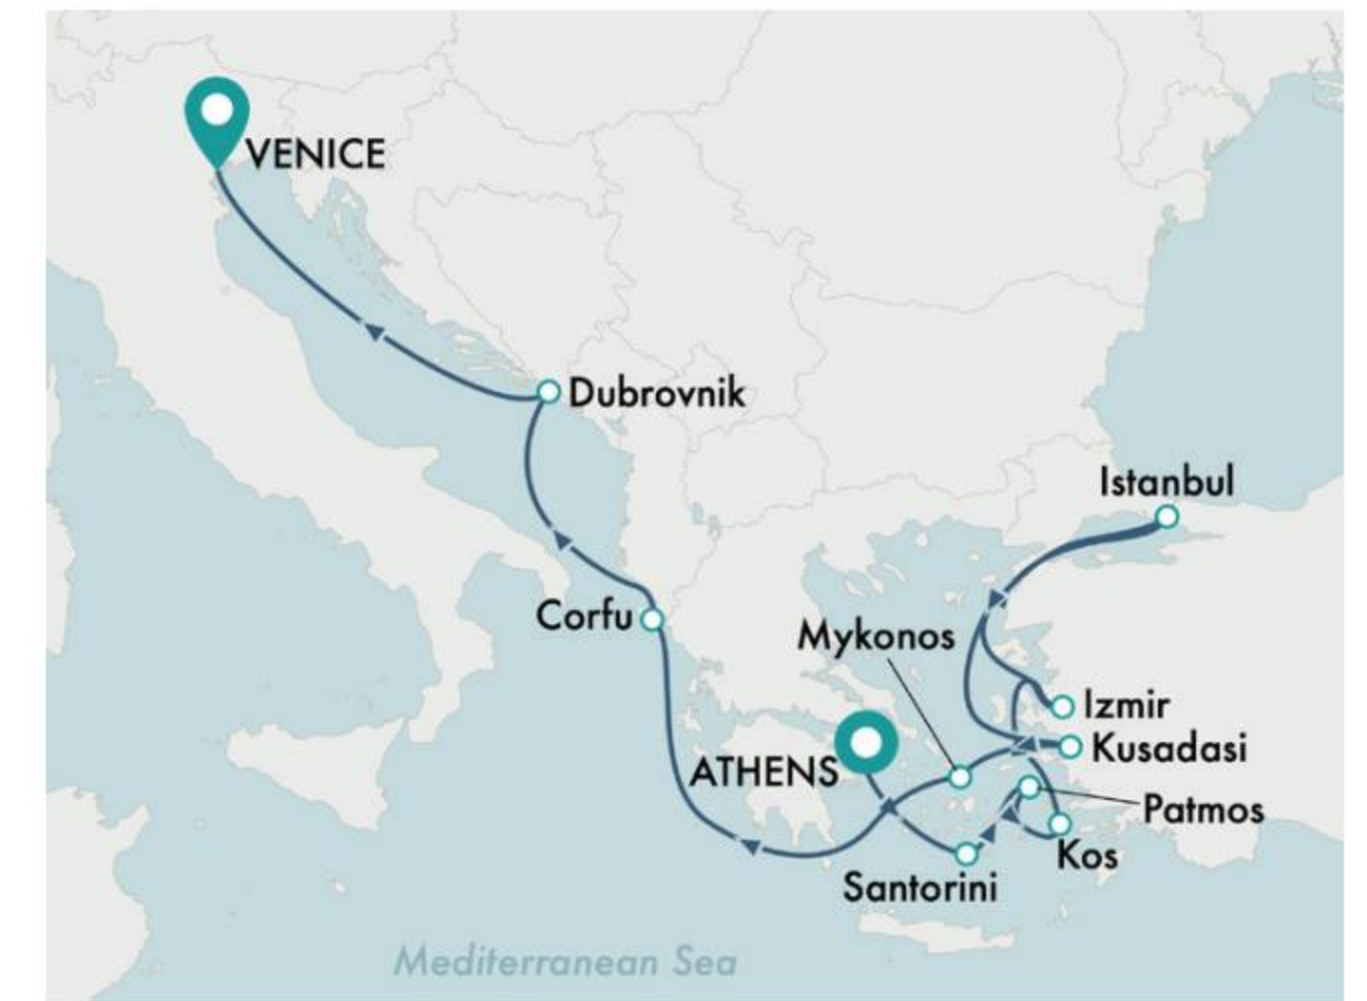 VENICE
Dubrovnik
Istanbul
Corfu
Mykonos
Izmir
Kusadasi
ATHENS
Patmos
Kos
Santorini
Mediterranean Sea